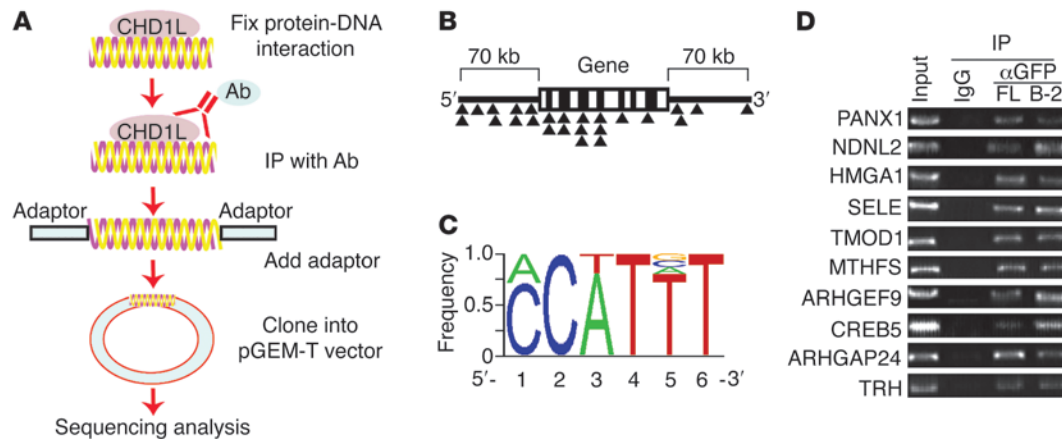 A
CHD1L
Fix protein-DNA
interaction
Ab
CHD1L
IP with Ab
Adaptor
Adaptor
Add adaptor
Clone into
pGEM-T vector
Sequencing analysis
B
70 kb
Gene
70 kb
5′
3′
C
Frequency
1.0
0.5
0
A
C
C
T
A
T
G
C
A
T
T
5′-
1
2
3
4
5
6
-3′
D
IP
Input
IgG
αGFP
FL
B-2
PANX1
NDNL2
HMGA1
SELE
TMOD1
MTHFS
ARHGEF9
CREB5
ARHGAP24
TRH